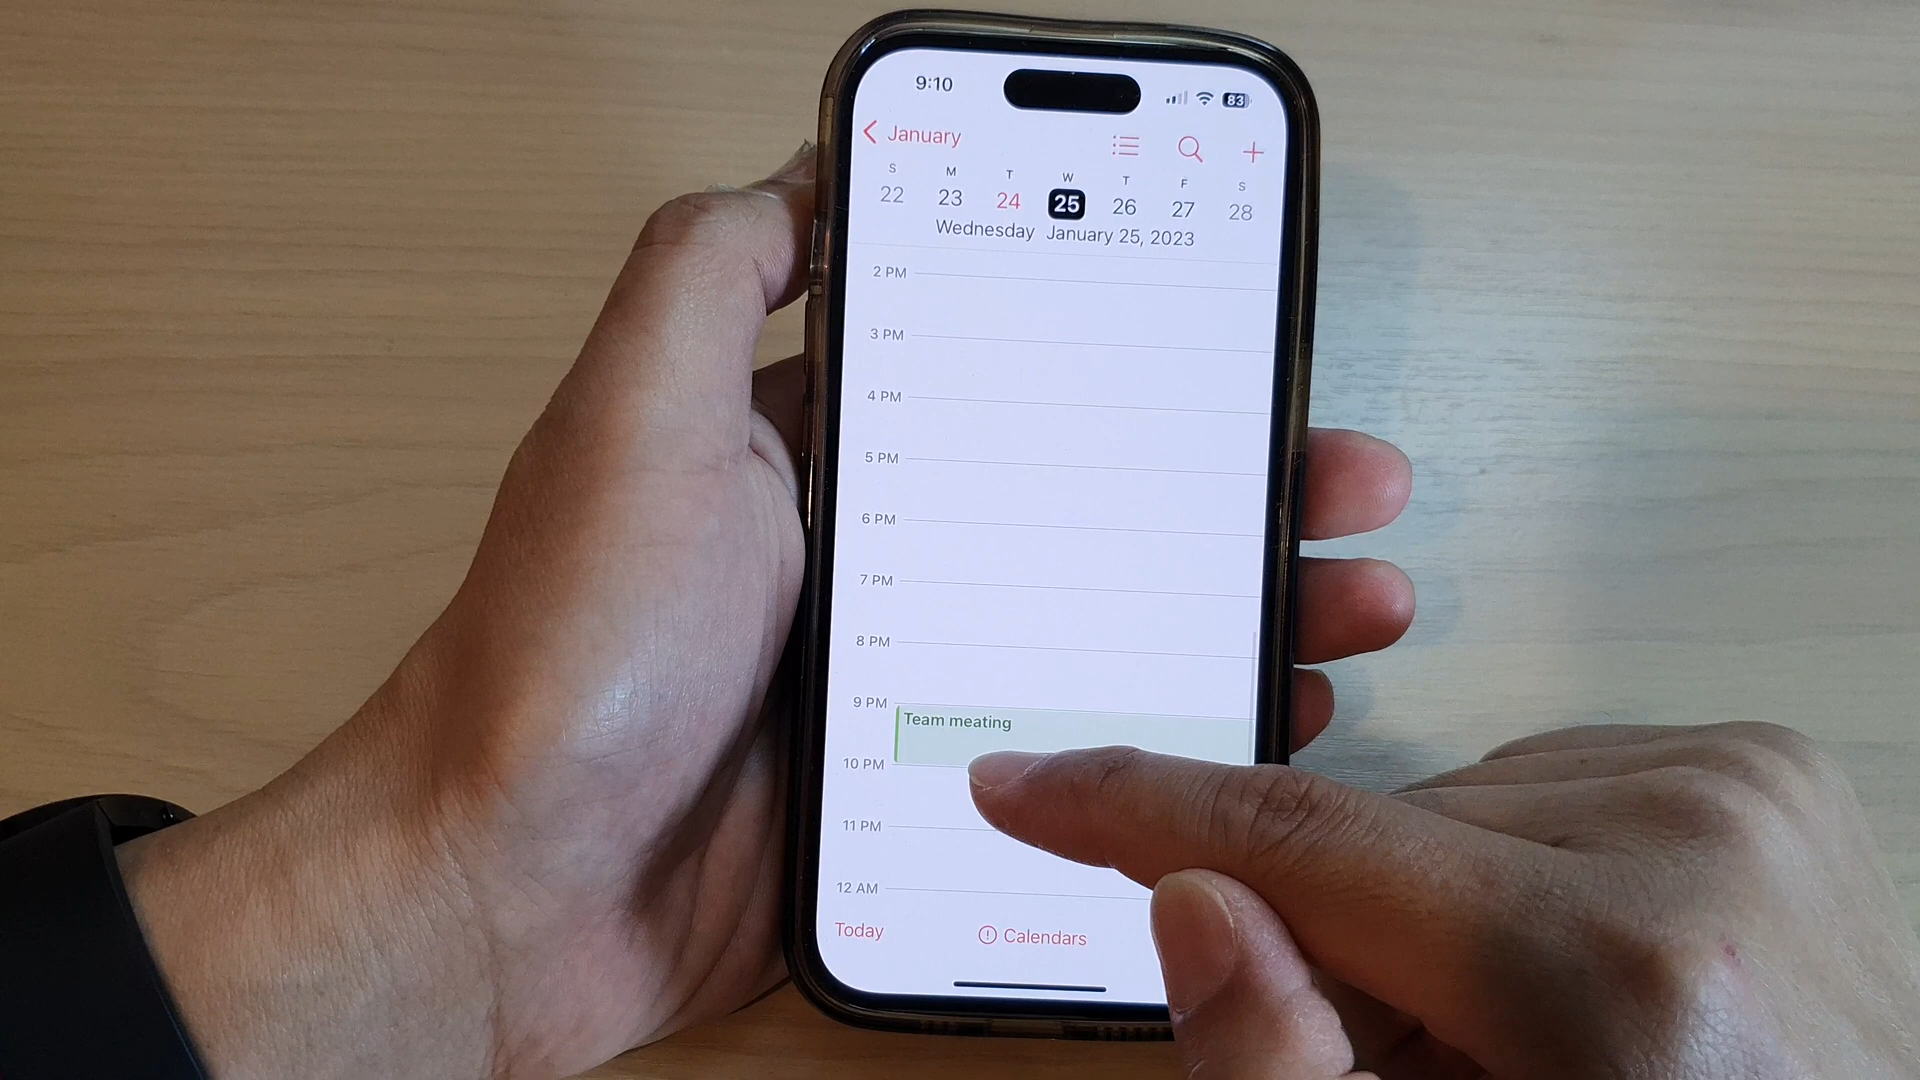 9:10
83
January
S M T W T F S
22 23 24 25 26 27 28
Wednesday January 25, 2023
2 PM
3 PM
4 PM
5 PM
6 PM
7 PM
8 PM
9 PM
Team meating
10 PM
11 PM
12 AM
Today
Calendars